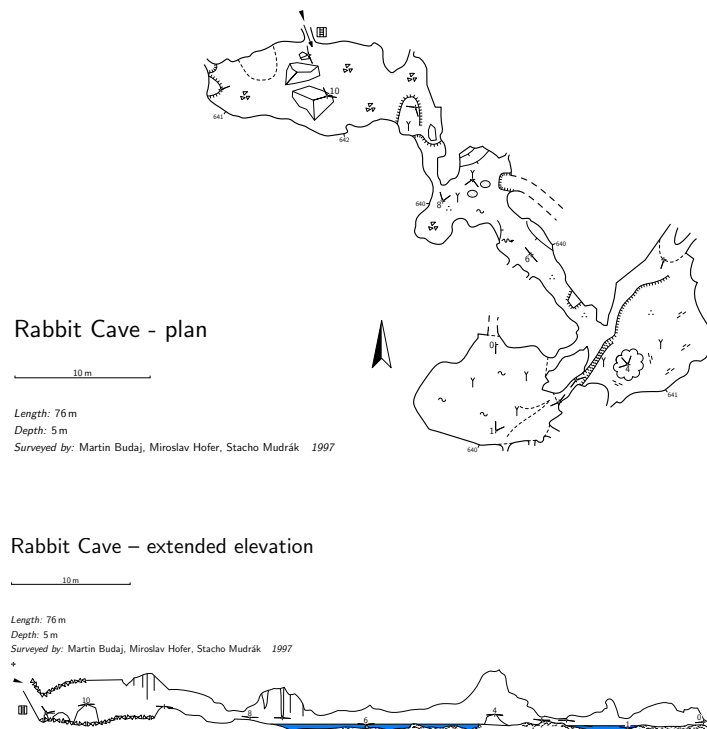 10
641
642
8
640
640
6
Rabbit Cave - plan
0
10 m
4
641
Length: 76 m
Depth: 5 m
1
Surveyed by: Martin Budaj, Miroslav Hofer, Stacho Mudrák 1997
640
Rabbit Cave – extended elevation
10 m
Length: 76 m
Depth: 5 m
Surveyed by: Martin Budaj, Miroslav Hofer, Stacho Mudrák 1997
10
8
6
4
1
0